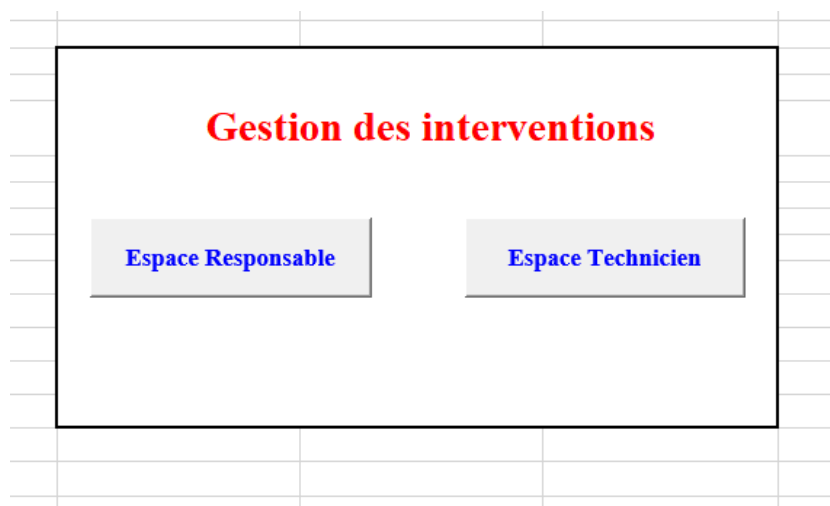 Gestion des interventions
Espace Responsable
Espace Technicien